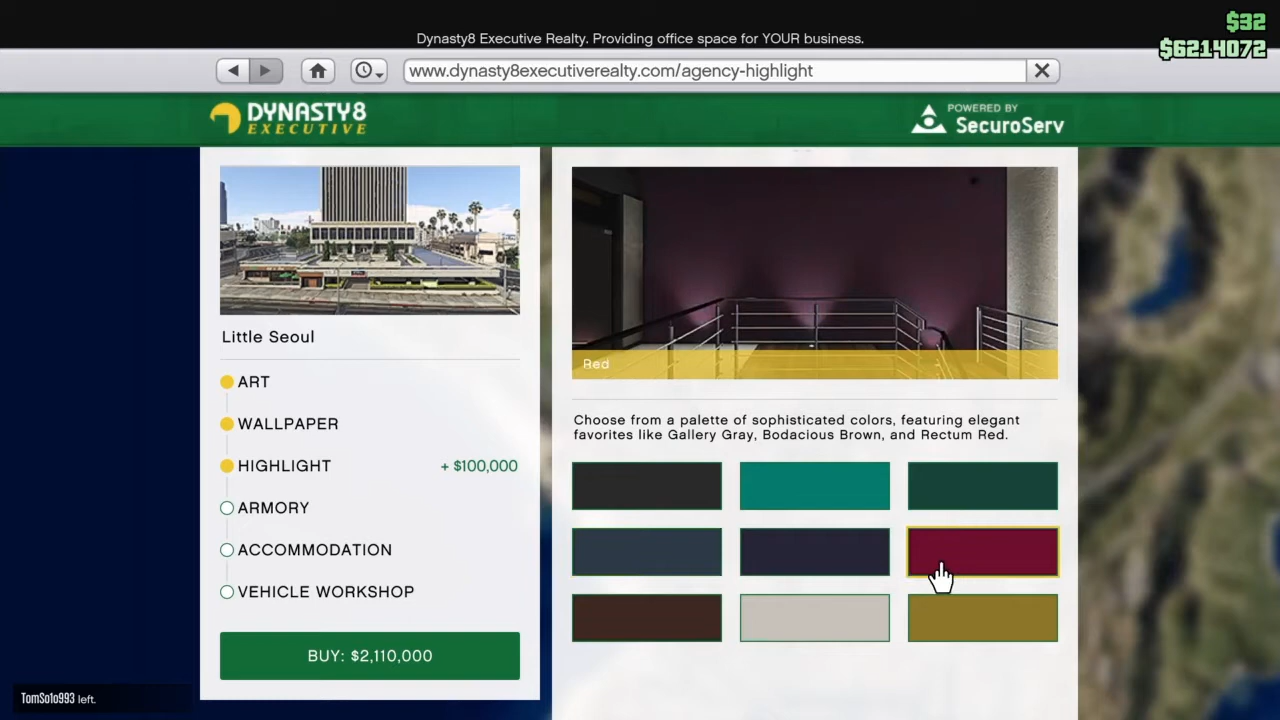 $32
Dynasty8 Executive Realty. Providing office space for YOUR business.
$6214072
www.dynasty8executiverealty.com/agency-highlight
DYNASTY8
EXECUTIVE
POWERED BY
SecuroServ
Little Seoul
ART
WALLPAPER
HIGHLIGHT + $100,000
ARMORY
ACCOMMODATION
VEHICLE WORKSHOP
BUY: $2,110,000
Red
Choose from a palette of sophisticated colors, featuring elegant
favorites like Gallery Gray, Bodacious Brown, and Rectum Red.
TomSo1o993 left.